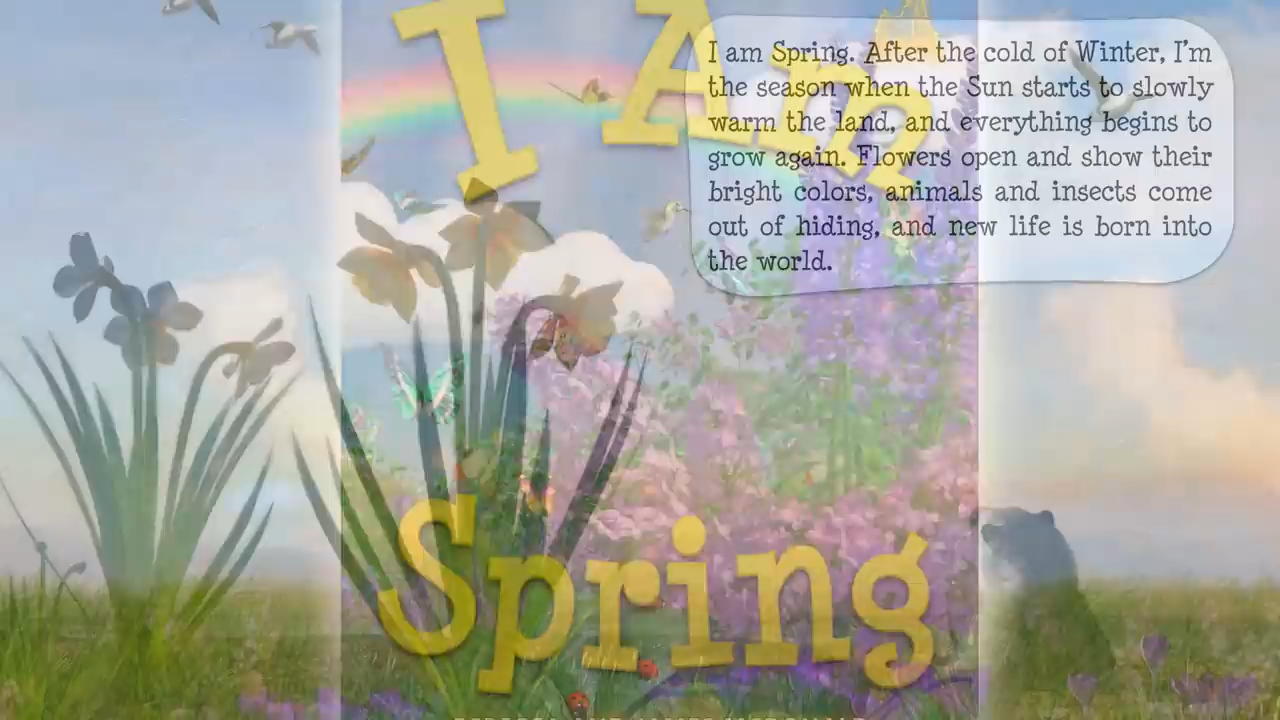 I Am
I am Spring. After the cold of Winter, I'm
the season when the Sun starts to slowly
warm the land, and everything begins to
grow again. Flowers open and show their
bright colors, animals and insects come
out of hiding, and new life is born into
the world.
Spring